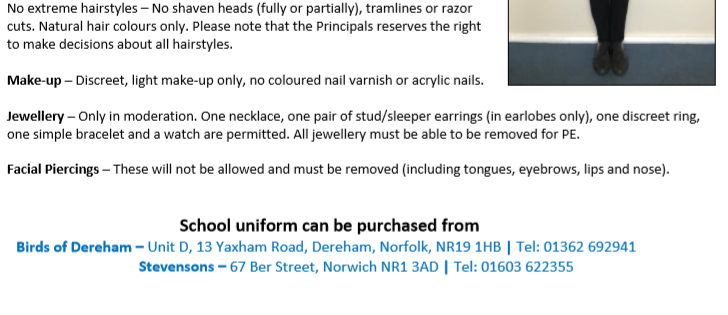 No extreme hairstyles – No shaven heads (fully or partially), tramlines or razor
cuts. Natural hair colours only. Please note that the Principals reserves the right
to make decisions about all hairstyles.
Make-up – Discreet, light make-up only, no coloured nail varnish or acrylic nails.
Jewellery – Only in moderation. One necklace, one pair of stud/sleeper earrings (in earlobes only), one discreet ring,
one simple bracelet and a watch are permitted. All jewellery must be able to be removed for PE.
Facial Piercings – These will not be allowed and must be removed (including tongues, eyebrows, lips and nose).
School uniform can be purchased from
Birds of Dereham – Unit D, 13 Yaxham Road, Dereham, Norfolk, NR19 1HB | Tel: 01362 692941
Stevensons – 67 Ber Street, Norwich NR1 3AD | Tel: 01603 622355